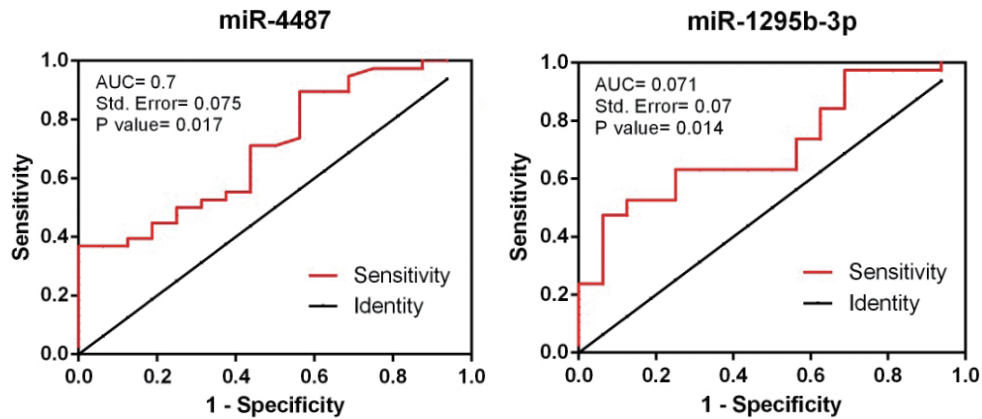 miR-4487
AUC= 0.7
Std. Error= 0.075
P value= 0.017
Sensitivity
1.0
0.8
0.6
0.4
0.2
0.0
Sensitivity
Identity
0.0 0.2 0.4 0.6 0.8 1.0
1 - Specificity
miR-1295b-3p
AUC= 0.071
Std. Error= 0.07
P value= 0.014
Sensitivity
1.0
0.8
0.6
0.4
0.2
0.0
Sensitivity
Identity
0.0 0.2 0.4 0.6 0.8 1.0
1 - Specificity